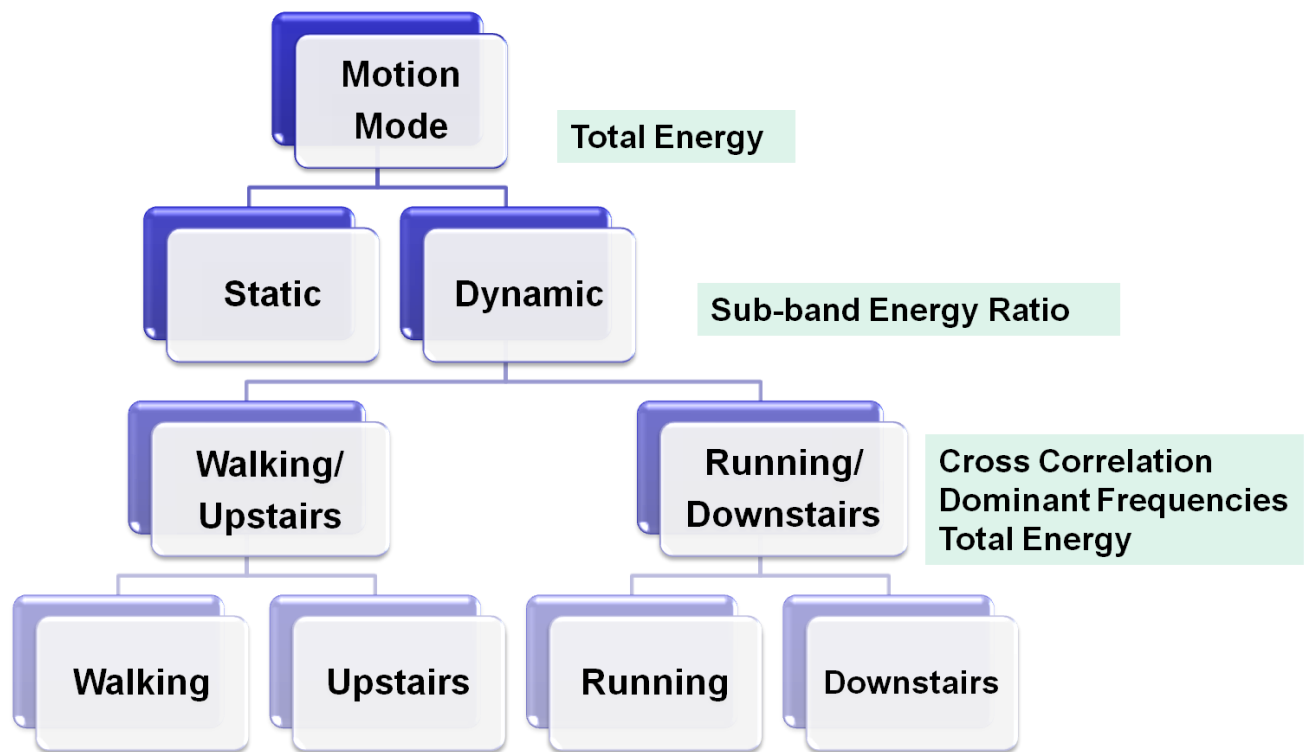 Motion
Mode
Total Energy
Static
Dynamic
Sub-band Energy Ratio
Walking/
Upstairs
Running/
Downstairs
Cross Correlation
Dominant Frequencies
Total Energy
Walking
Upstairs
Running
Downstairs